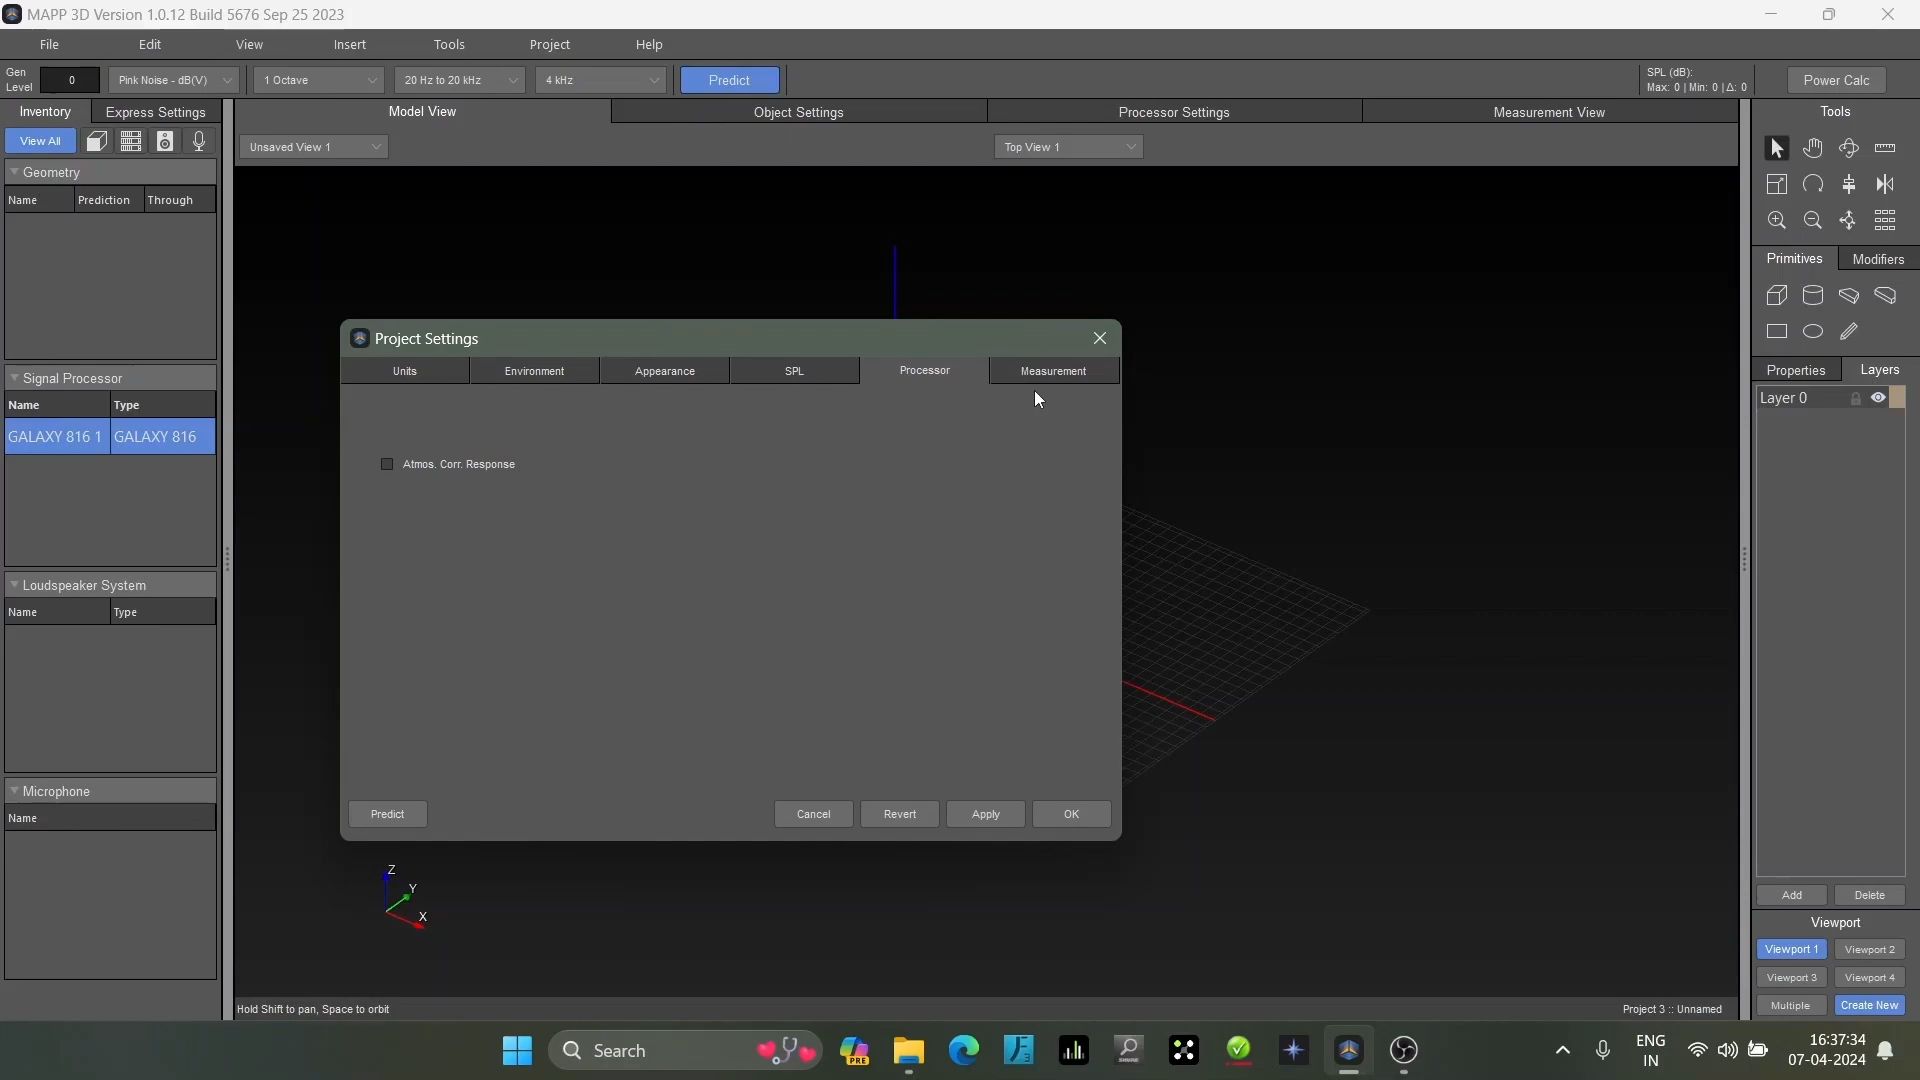 MAPP 3D Version 1.0.12 Build 5676 Sep 25 2023
File Edit View Insert Tools Project Help
Gen Level 0 Pink Noise - dB(V) 1 Octave 20 Hz to 20 kHz 4 kHz Predict
SPL (dB):
Max: 0 | Min: 0 | Δ: 0
Power Calc
Inventory Express Settings
Model View Object Settings Processor Settings Measurement View
Tools
View All
Unsaved View 1
Top View 1
Geometry
Name Prediction Through
Primitives Modifiers
Project Settings
Units Environment Appearance SPL Processor Measurement
Properties Layers
Signal Processor
Name Type
GALAXY 816 1 GALAXY 816
Layer 0
Atmos. Corr. Response
Loudspeaker System
Name Type
Microphone
Name
Predict Cancel Revert Apply OK
Z
Y
X
Add Delete
Viewport
Viewport 1 Viewport 2
Viewport 3 Viewport 4
Multiple Create New
Hold Shift to pan, Space to orbit
Project 3 :: Unnamed
Search
PRE
3
ENG
IN
16:37:34
07-04-2024